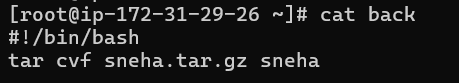 [root@ip-172-31-29-26 ~]# cat back
#!/bin/bash
tar cvf sneha.tar.gz sneha